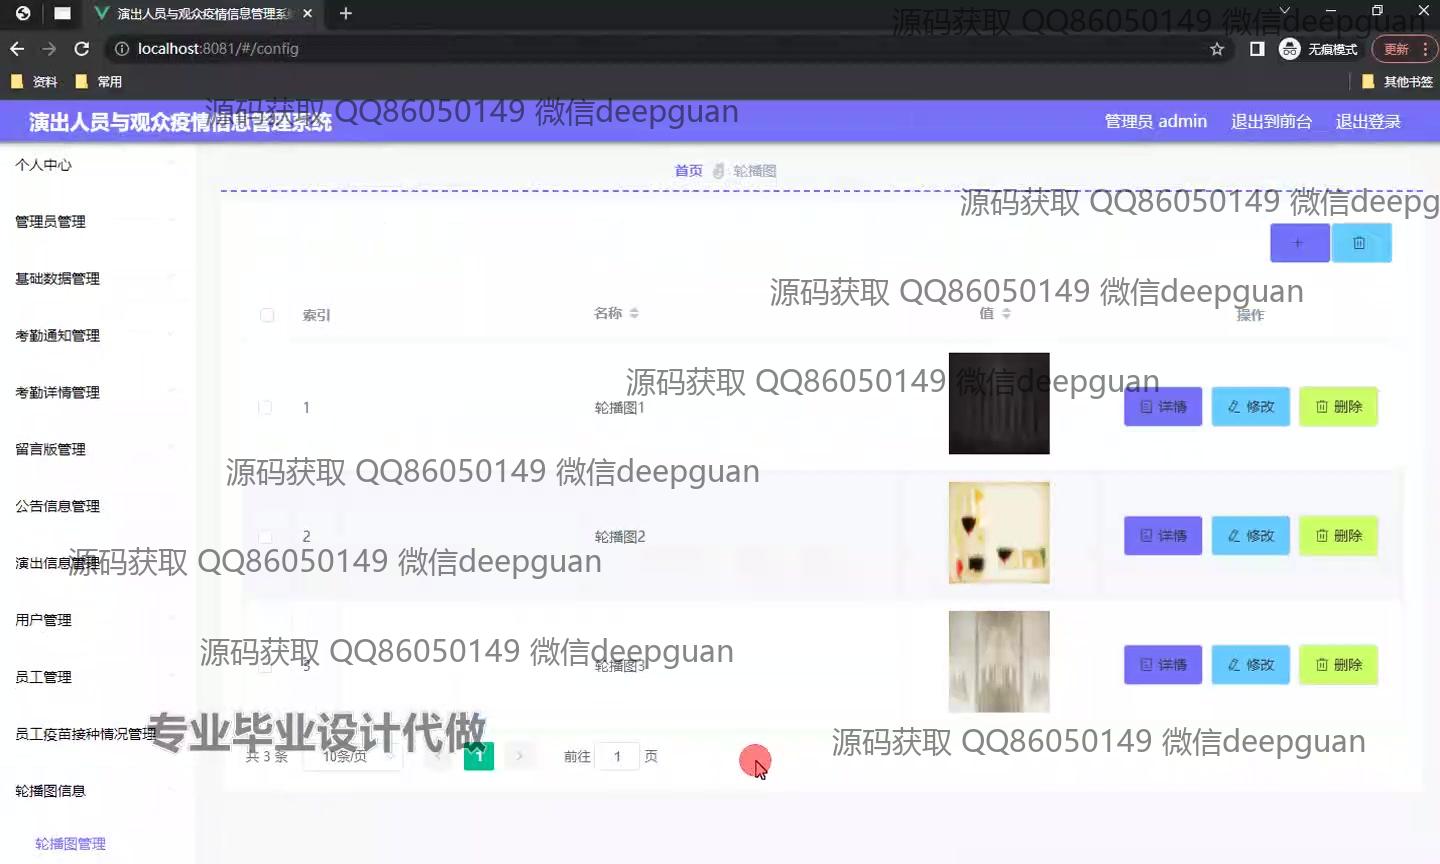 演出人员与观众疫情信息管理系
localhost:8081/#/config
无痕模式
更新
资料
常用
其他书签
源码获取 QQ86050149 微信deepguan
源码获取 QQ86050149 微信deepguan
演出人员与观众疫情信息管理系统
管理员 admin
退出到前台
退出登录
个人中心
首页
轮播图
源码获取 QQ86050149 微信deepg
管理员管理
基础数据管理
源码获取 QQ86050149 微信deepguan
索引
名称
值
操作
考勤通知管理
源码获取 QQ86050149 微信deepguan
考勤详情管理
1
轮播图1
详情
修改
删除
留言版管理
源码获取 QQ86050149 微信deepguan
公告信息管理
2
轮播图2
详情
修改
删除
演出信息管理
源码获取 QQ86050149 微信deepguan
用户管理
源码获取 QQ86050149 微信deepguan
3
轮播图3
详情
修改
删除
员工管理
员工疫苗接种情况管理
专业毕业设计代做
源码获取 QQ86050149 微信deepguan
共 3 条
10条/页
1
前往
1
页
轮播图信息
轮播图管理